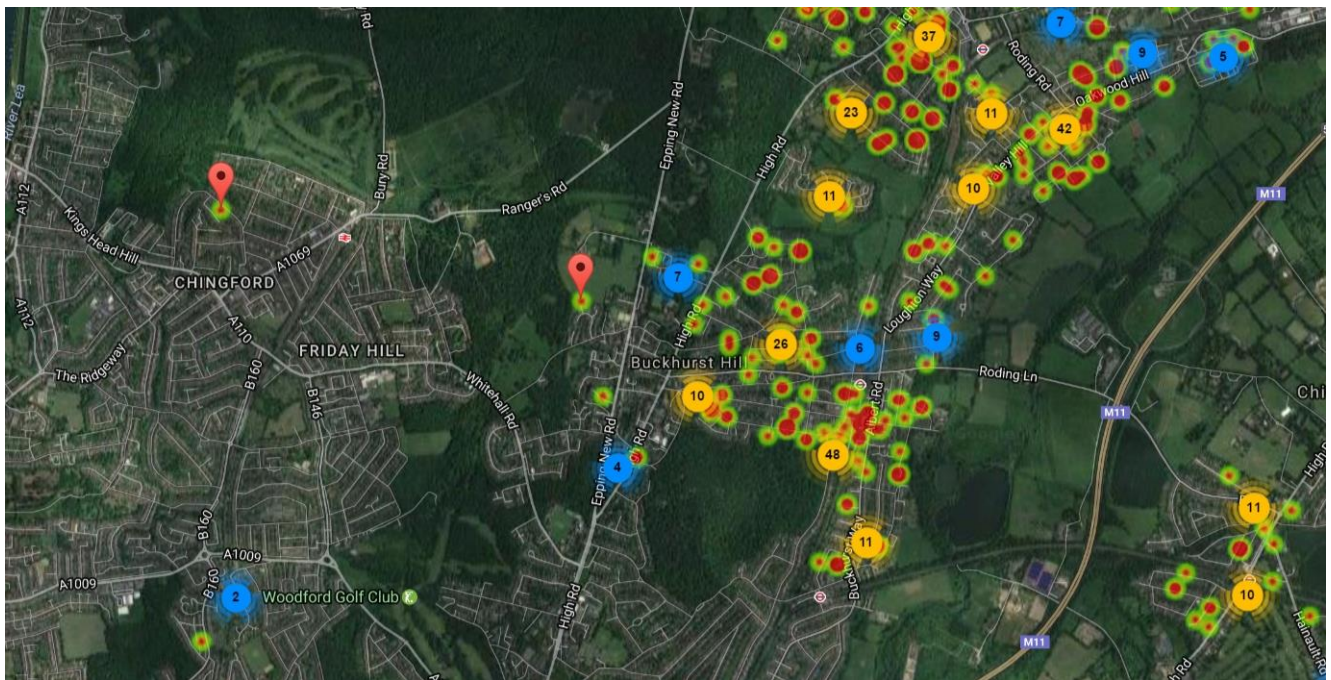 River Lea
A112
Kings Head Hill
A112
CHINGFORD
A1069
Bury Rd
Ranger's Rd
Epping New Rd
High Rd
37
7
9
5
Roding Rd
Oakwood Hill
23
11
42
10
11
M11
7
High Rd
Loughton Way
26
6
9
Buckhurst Hill
Roding Ln
M11
A112
The Ridgeway
A110
FRIDAY HILL
B160
B146
Whitehall Rd
10
Epping New Rd
4
48
11
B160
A1009
A1009
B160
2
Woodford Golf Club
High Rd
M11
11
10
Hainault Rd